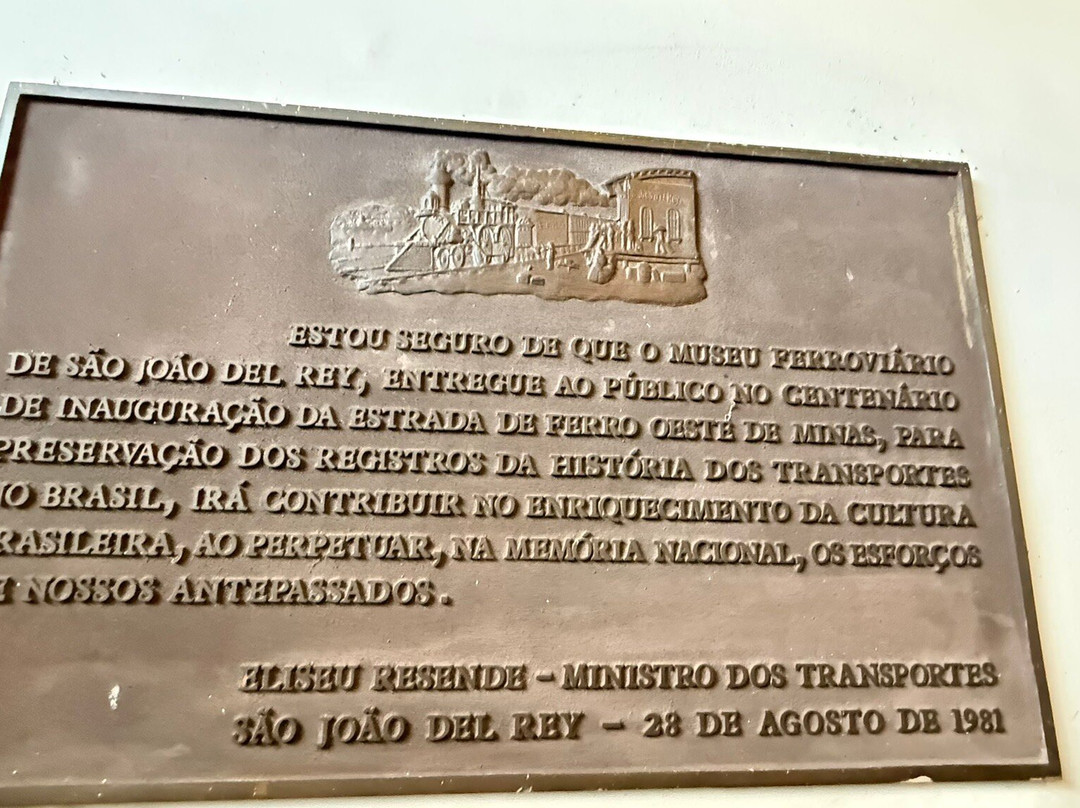 ESTOU SEGURO DE QUE O MUSEU FERROVIÁRIO
DE SÃO JOÃO DEL REY, ENTREGUE AO PÚBLICO NO CENTENÁRIO
DE INAUGURAÇÃO DA ESTRADA DE FERRO OESTE DE MINAS, PARA
PRESERVAÇÃO DOS REGISTROS DA HISTÓRIA DOS TRANSPORTES
NO BRASIL, IRÁ CONTRIBUIR NO ENRIQUECIMENTO DA CULTURA
BRASILEIRA, AO PERPETUAR, NA MEMÓRIA NACIONAL, OS ESFORÇOS
NOSSOS ANTEPASSADOS.
ELISEU RESENDE - MINISTRO DOS TRANSPORTES
SÃO JOÃO DEL REY - 28 DE AGOSTO DE 1981